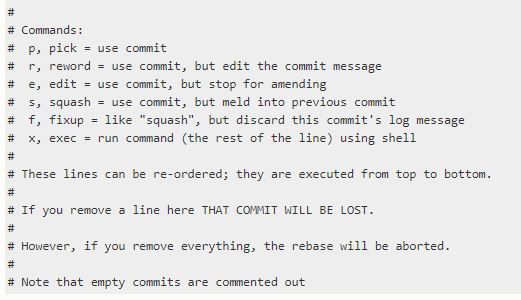 #
# Commands:
#  p, pick = use commit
#  r, reword = use commit, but edit the commit message
#  e, edit = use commit, but stop for amending
#  s, squash = use commit, but meld into previous commit
#  f, fixup = like "squash", but discard this commit's log message
#  x, exec = run command (the rest of the line) using shell
#
# These lines can be re-ordered; they are executed from top to bottom.
#
# If you remove a line here THAT COMMIT WILL BE LOST.
#
# However, if you remove everything, the rebase will be aborted.
#
# Note that empty commits are commented out